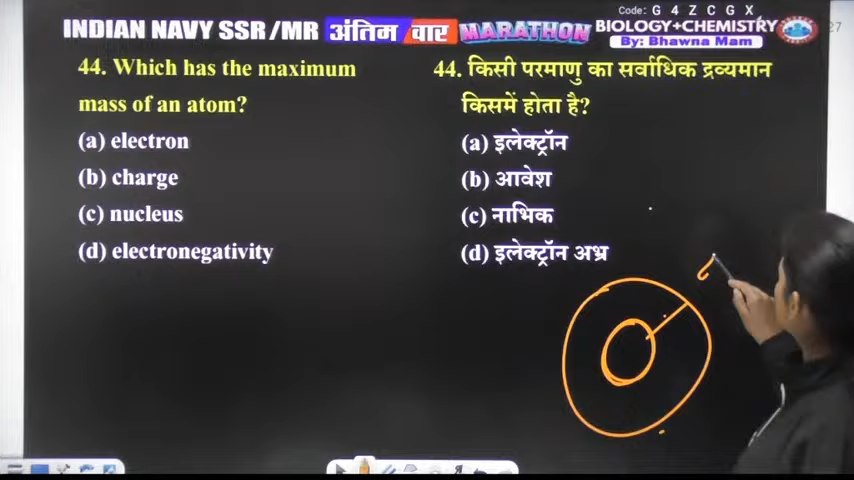 Code: G 4 Z C G X
INDIAN NAVY SSR/MR अंतिम वार MARATHON BIOLOGY+CHEMISTRY 27
By: Bhawna Mam
44. Which has the maximum
mass of an atom?
(a) electron
(b) charge
(c) nucleus
(d) electronegativity
44. किसी परमाणु का सर्वाधिक द्रव्यमान
किसमें होता है?
(a) इलेक्ट्रॉन
(b) आवेश
(c) नाभिक
(d) इलेक्ट्रॉन अभ्र